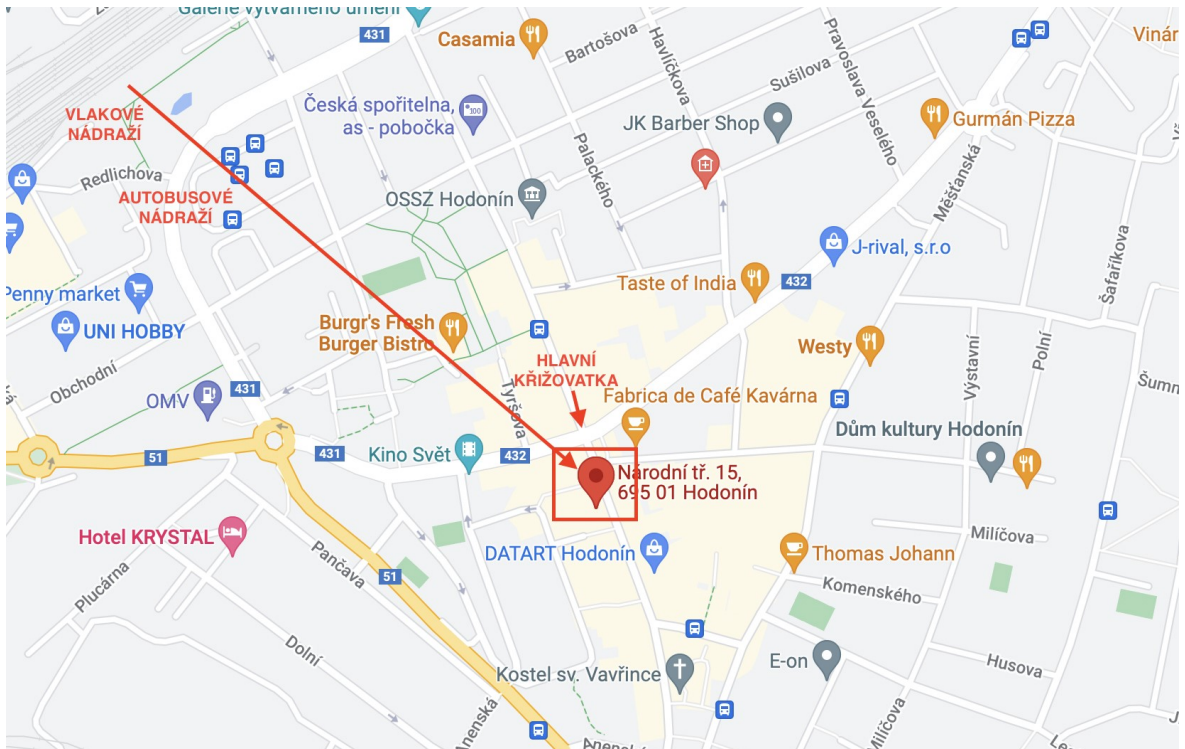 Galerie výtvarného umění
431
Casamia
Bartošova
Havlíčkova
Pravoslava Veselého
Sušilova
Vinár
VLAKOVÉ
NÁDRAŽÍ
Česká spořitelna,
as - pobočka
JK Barber Shop
Gurmán Pizza
Palackého
Měšťanská
Redlichova
AUTOBUSOVÉ
NÁDRAŽÍ
OSSZ Hodonín
J-rival, s.r.o
Šafaříkova
Taste of India
432
Penny market
UNI HOBBY
Burgr's Fresh
Burger Bistro
HLAVNÍ
KŘIŽOVATKA
Westy
Výstavní
Polní
Obchodní
OMV
431
Tyršova
Fabrica de Café Kavárna
Šumn
Dům kultury Hodonín
51
431
Kino Svět
432
Národní tř. 15,
695 01 Hodonín
Hotel KRYSTAL
DATART Hodonín
Thomas Johann
Milíčova
Plucárna
Pančava
51
Komenského
Dolní
Kostel sv. Vavřince
E-on
Husova
Anenská
Milíčova